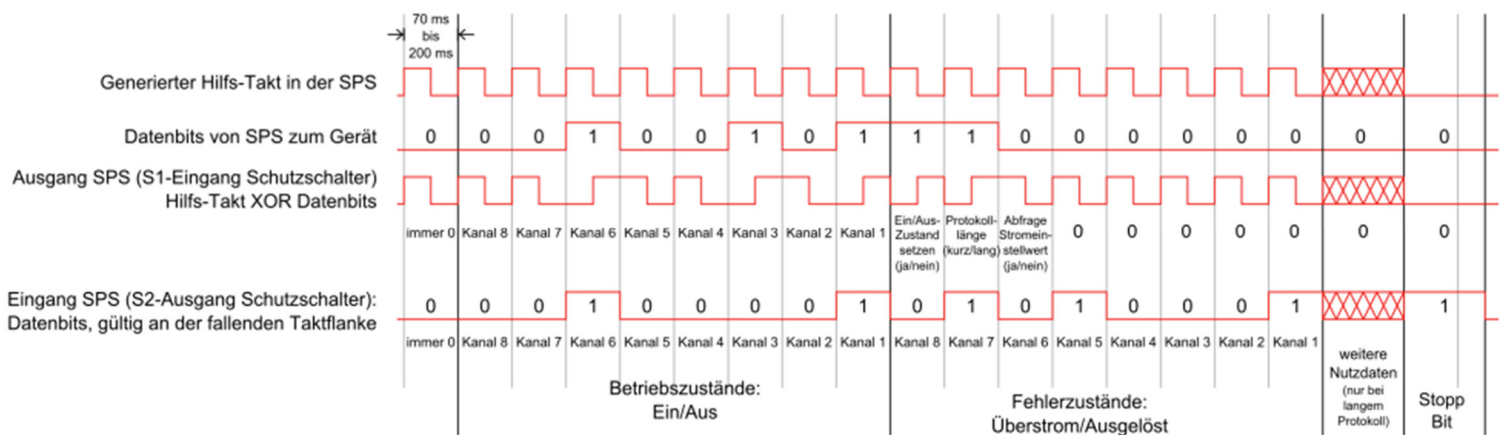 70 ms
bis
200 ms
Generierter Hilfs-Takt in der SPS
Datenbits von SPS zum Gerät
0 0 0 1 0 0 1 0 1 1 1 0 0 0 0 0 0 0 0
Ausgang SPS (S1-Eingang Schutzschalter)
Hilfs-Takt XOR Datenbits
immer 0 Kanal 8 Kanal 7 Kanal 6 Kanal 5 Kanal 4 Kanal 3 Kanal 2 Kanal 1
Ein/Aus-
Zustand
setzen
(ja/nein)
Protokoll-
länge
(kurz/lang)
Abfrage
Stromein-
stellwert
(ja/nein)
0 0 0 0 0 0 0
Eingang SPS (S2-Ausgang Schutzschalter):
Datenbits, gültig an der fallenden Taktflanke
0 0 0 1 0 0 0 0 1 0 1 0 1 0 0 0 1 1
immer 0 Kanal 8 Kanal 7 Kanal 6 Kanal 5 Kanal 4 Kanal 3 Kanal 2 Kanal 1 Kanal 8 Kanal 7 Kanal 6 Kanal 5 Kanal 4 Kanal 3 Kanal 2 Kanal 1
Betriebszustände:
Ein/Aus
Fehlerzustände:
Überstrom/Ausgelöst
weitere
Nutzdaten
(nur bei
langem
Protokoll)
Stopp
Bit